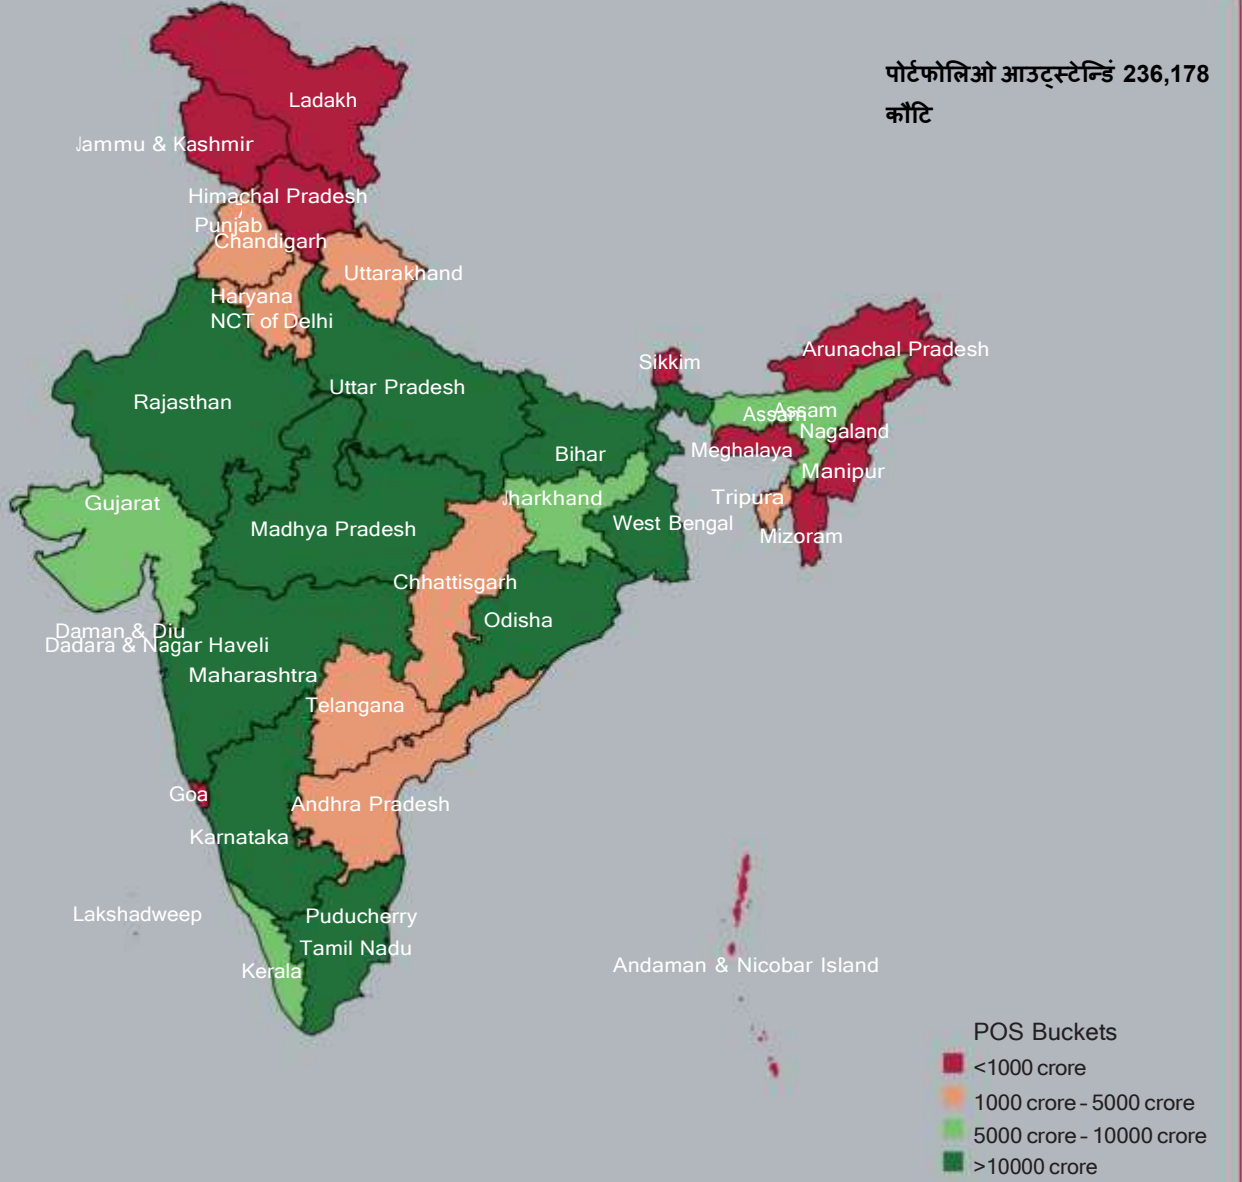 पोर्टफोलिओ आउट्स्टेन्डिं 236,178
कौटि
Ladakh
Jammu & Kashmir
Himachal Pradesh
Punjab
Chandigarh
Uttarakhand
Haryana
NCT of Delhi
Sikkim
Arunachal Pradesh
Uttar Pradesh
Rajasthan
Assam
Assam
Nagaland
Meghalaya
Bihar
Manipur
Gujarat
Jharkhand
Tripura
Madhya Pradesh
West Bengal
Mizoram
Chhattisgarh
Odisha
Daman & Diu
Dadara & Nagar Haveli
Maharashtra
Telangana
Goa
Andhra Pradesh
Karnataka
Lakshadweep
Puducherry
Tamil Nadu
Kerala
Andaman & Nicobar Island
POS Buckets
<1000 crore
1000 crore - 5000 crore
5000 crore - 10000 crore
>10000 crore